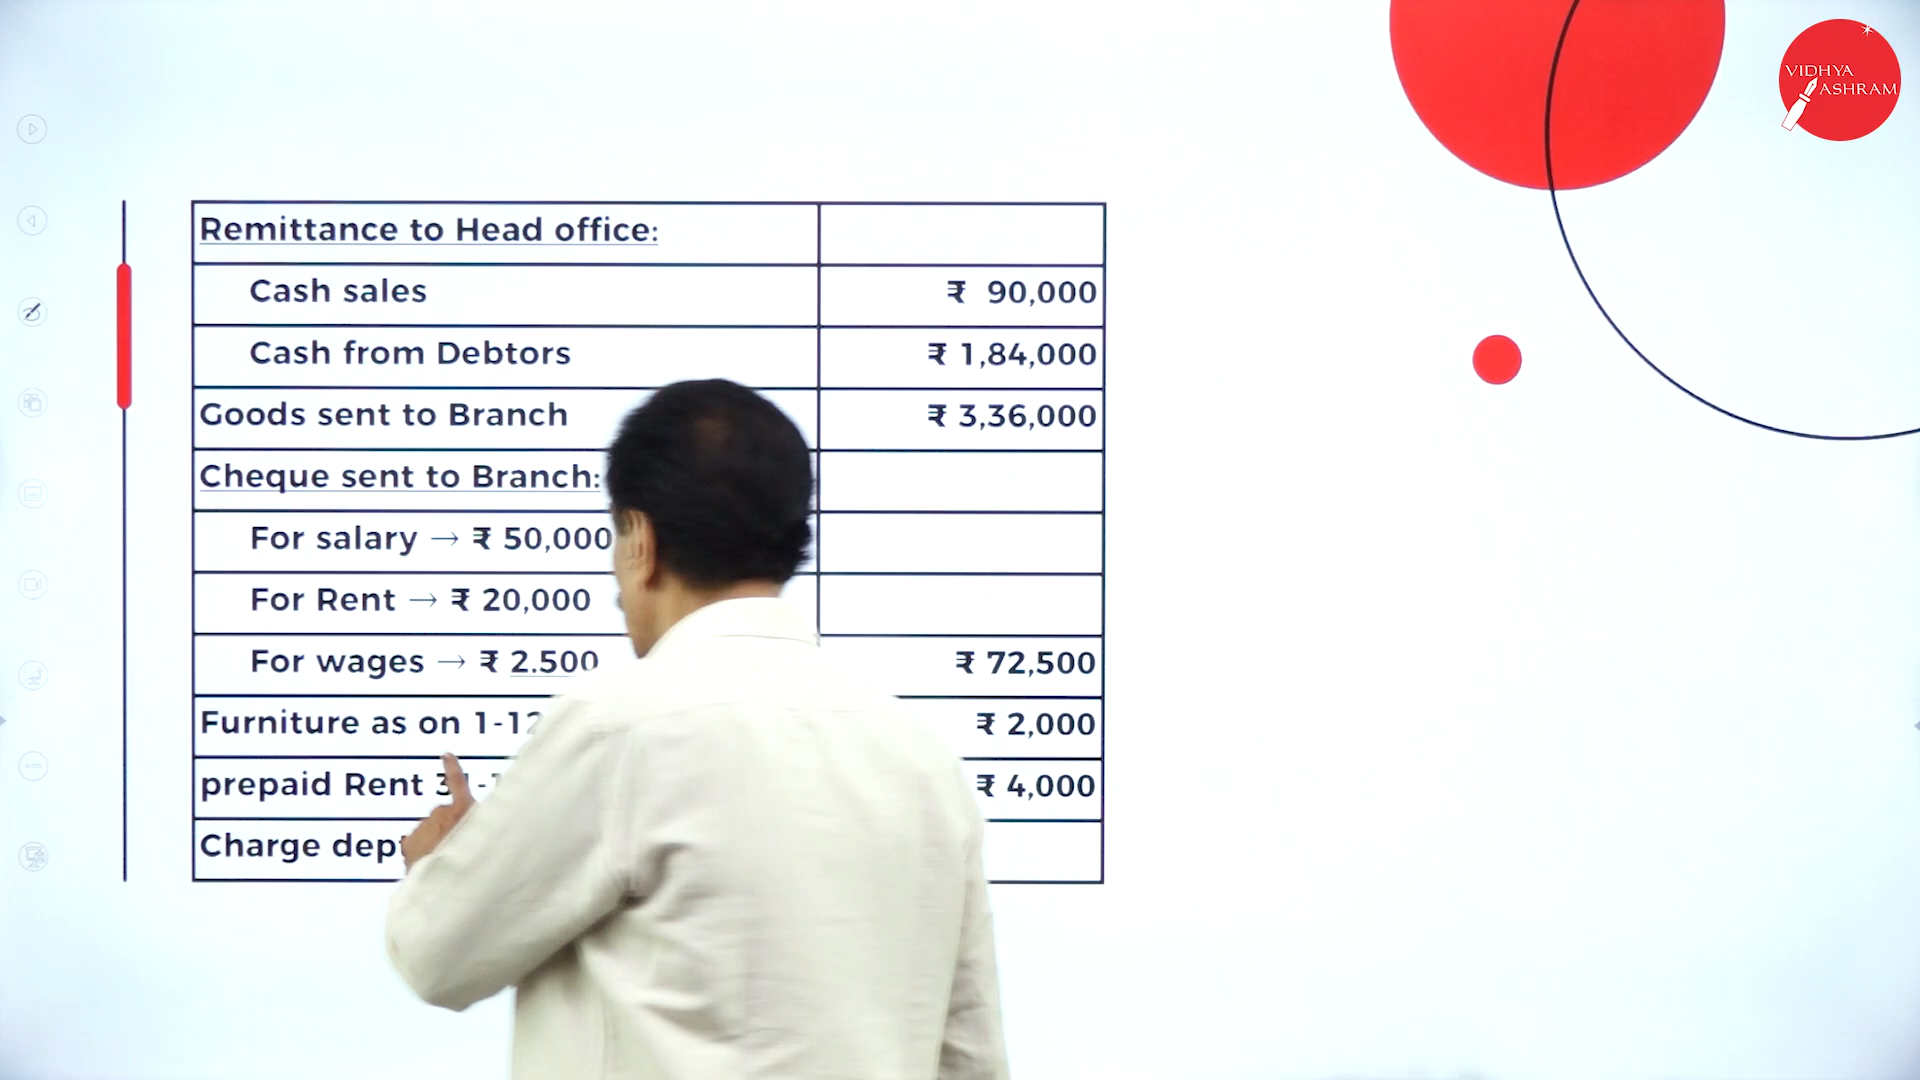 VIDHYA
ASHRAM
Remittance to Head office:
Cash sales ₹ 90,000
Cash from Debtors ₹ 1,84,000
Goods sent to Branch ₹ 3,36,000
Cheque sent to Branch:
For salary → ₹ 50,000
For Rent → ₹ 20,000
For wages → ₹ 2.500 ₹ 72,500
Furniture as on 1-12 ₹ 2,000
prepaid Rent ₹ 4,000
Charge